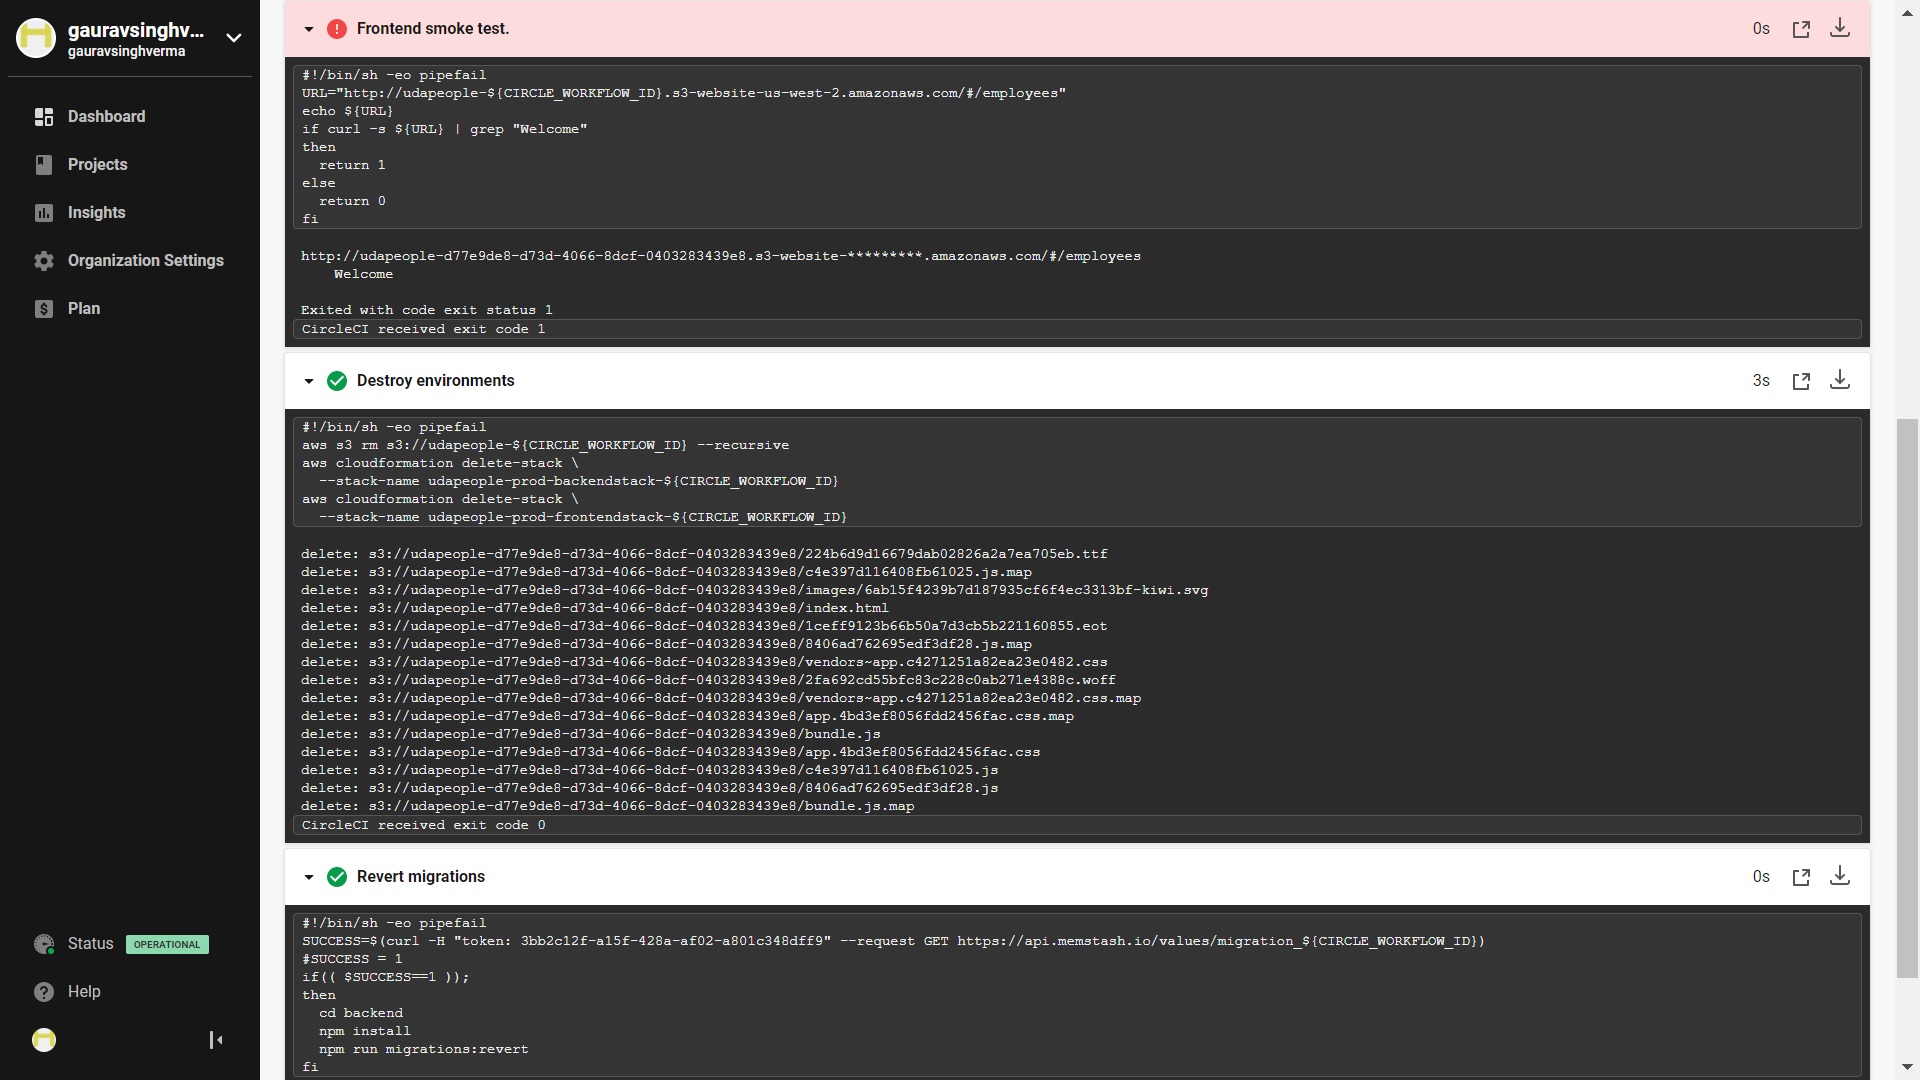 gauravsinghv...
gauravsinghverma
Dashboard
Projects
Insights
Organization Settings
Plan
Status OPERATIONAL
Help
Frontend smoke test. 0s
#!/bin/sh -eo pipefail
URL="http://udapeople-${CIRCLE_WORKFLOW_ID}.s3-website-us-west-2.amazonaws.com/#/employees"
echo ${URL}
if curl -s ${URL} | grep "Welcome"
then
  return 1
else
  return 0
fi
http://udapeople-d77e9de8-d73d-4066-8dcf-0403283439e8.s3-website-*********.amazonaws.com/#/employees
    Welcome
Exited with code exit status 1
CircleCI received exit code 1
Destroy environments 3s
#!/bin/sh -eo pipefail
aws s3 rm s3://udapeople-${CIRCLE_WORKFLOW_ID} --recursive
aws cloudformation delete-stack \
  --stack-name udapeople-prod-backendstack-${CIRCLE_WORKFLOW_ID}
aws cloudformation delete-stack \
  --stack-name udapeople-prod-frontendstack-${CIRCLE_WORKFLOW_ID}
delete: s3://udapeople-d77e9de8-d73d-4066-8dcf-0403283439e8/224b6d9d16679dab02826a2a7ea705eb.ttf
delete: s3://udapeople-d77e9de8-d73d-4066-8dcf-0403283439e8/c4e397d116408fb61025.js.map
delete: s3://udapeople-d77e9de8-d73d-4066-8dcf-0403283439e8/images/6ab15f4239b7d187935cf6f4ec3313bf-kiwi.svg
delete: s3://udapeople-d77e9de8-d73d-4066-8dcf-0403283439e8/index.html
delete: s3://udapeople-d77e9de8-d73d-4066-8dcf-0403283439e8/1ceff9123b66b50a7d3cb5b221160855.eot
delete: s3://udapeople-d77e9de8-d73d-4066-8dcf-0403283439e8/8406ad762695edf3df28.js.map
delete: s3://udapeople-d77e9de8-d73d-4066-8dcf-0403283439e8/vendors~app.c4271251a82ea23e0482.css
delete: s3://udapeople-d77e9de8-d73d-4066-8dcf-0403283439e8/2fa692cd55bfc83c228c0ab271e4388c.woff
delete: s3://udapeople-d77e9de8-d73d-4066-8dcf-0403283439e8/vendors~app.c4271251a82ea23e0482.css.map
delete: s3://udapeople-d77e9de8-d73d-4066-8dcf-0403283439e8/app.4bd3ef8056fdd2456fac.css.map
delete: s3://udapeople-d77e9de8-d73d-4066-8dcf-0403283439e8/bundle.js
delete: s3://udapeople-d77e9de8-d73d-4066-8dcf-0403283439e8/app.4bd3ef8056fdd2456fac.css
delete: s3://udapeople-d77e9de8-d73d-4066-8dcf-0403283439e8/c4e397d116408fb61025.js
delete: s3://udapeople-d77e9de8-d73d-4066-8dcf-0403283439e8/8406ad762695edf3df28.js
delete: s3://udapeople-d77e9de8-d73d-4066-8dcf-0403283439e8/bundle.js.map
CircleCI received exit code 0
Revert migrations 0s
#!/bin/sh -eo pipefail
SUCCESS=$(curl -H "token: 3bb2c12f-a15f-428a-af02-a801c348dff9" --request GET https://api.memstash.io/values/migration_${CIRCLE_WORKFLOW_ID})
#SUCCESS = 1
if(( $SUCCESS==1 ));
then
  cd backend
  npm install
  npm run migrations:revert
fi